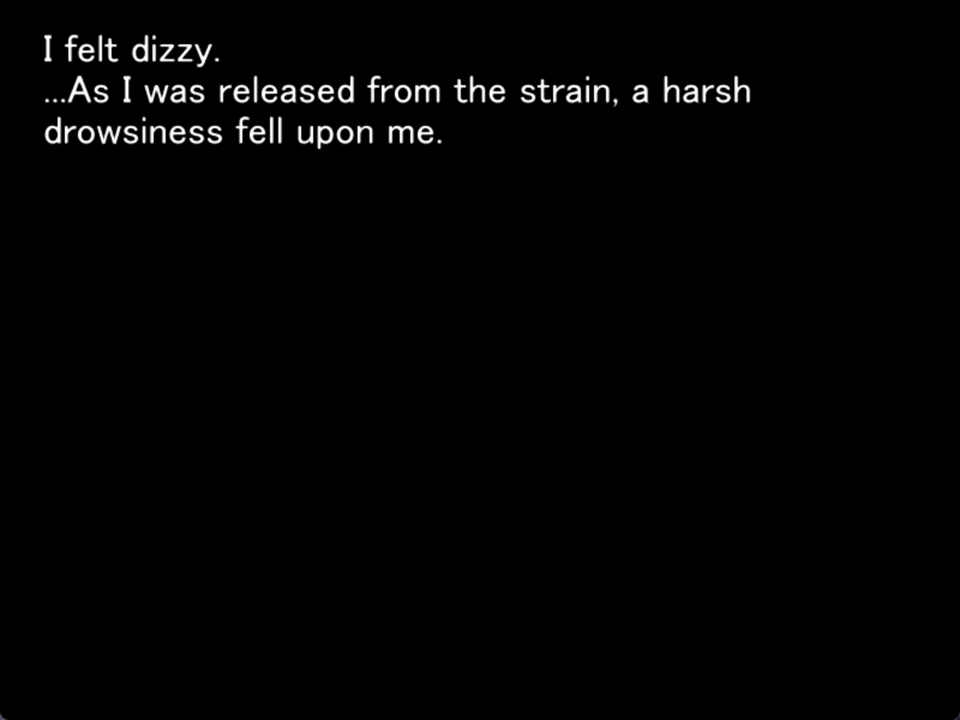 I felt dizzy.
...As I was released from the strain, a harsh
drowsiness fell upon me.